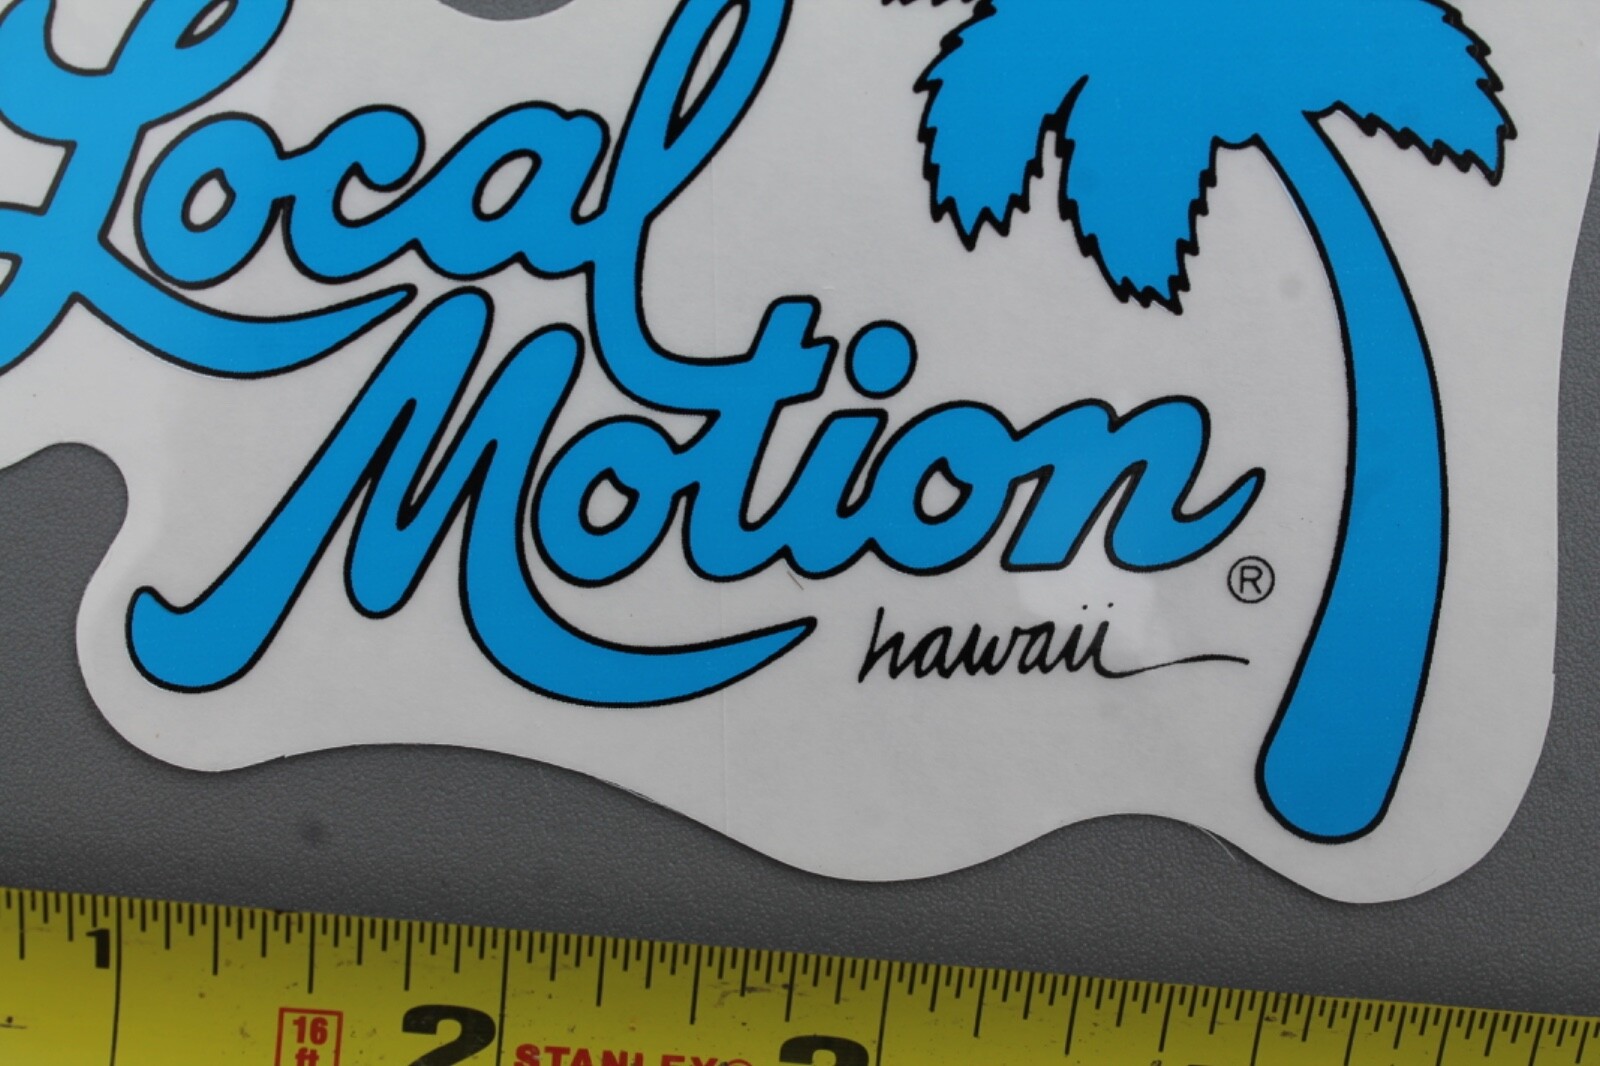 Local
Motion ®
hawaii
1
16
ft
2
STANLEY®
3